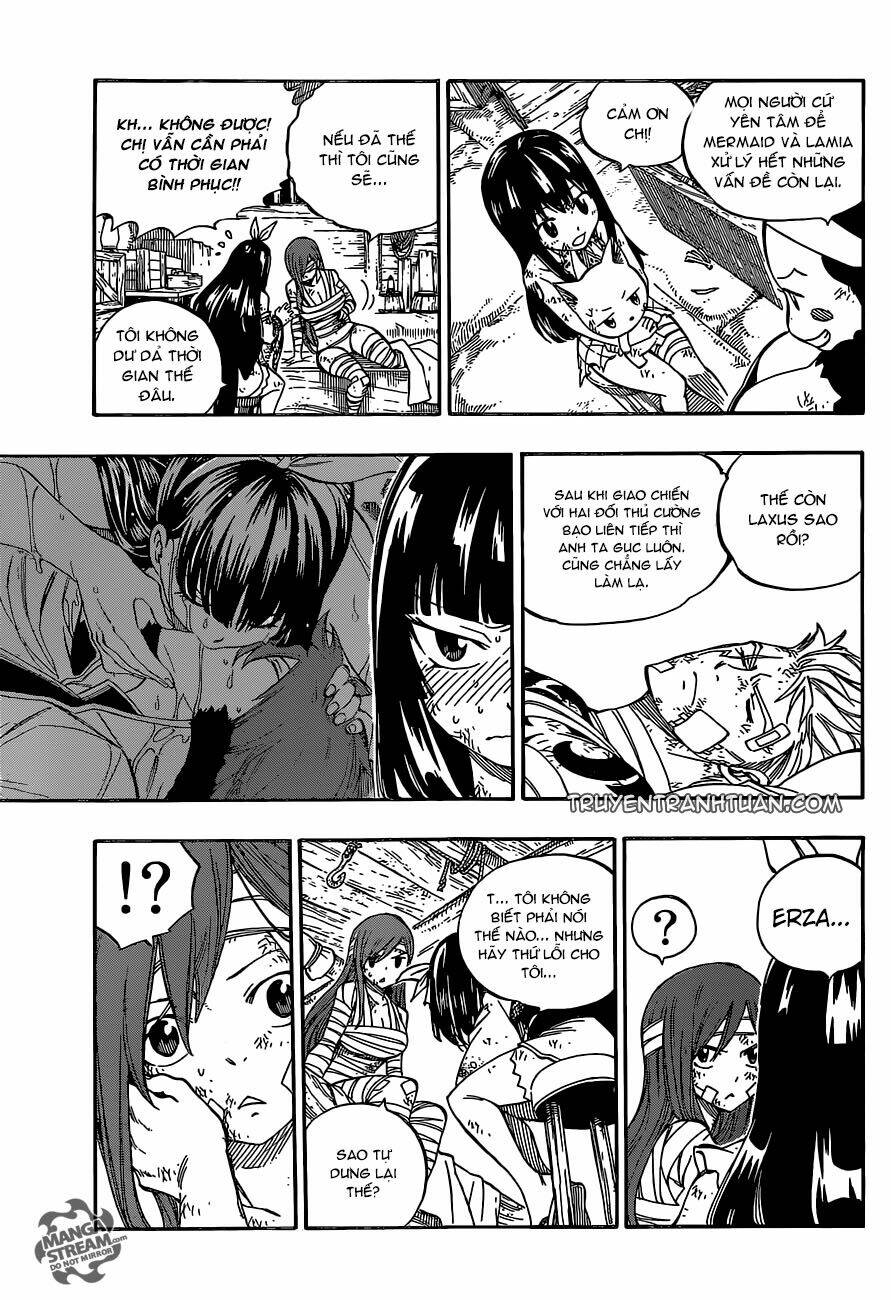 MỌI NGƯỜI CỨ
YÊN TÂM ĐỂ
MERMAID VÀ LAMIA
XỬ LÝ HẾT NHỮNG
VẤN ĐỀ CÒN LẠI.
CẢM ƠN
CHỊ!
NẾU ĐÃ THẾ
THÌ TÔI CŨNG
SẼ...
KH... KHÔNG ĐƯỢC!
CHỊ VẪN CẦN PHẢI
CÓ THỜI GIAN
BÌNH PHỤC!!
TÔI KHÔNG
DƯ DẢ THỜI
GIAN THẾ
ĐÂU.
THẾ CÒN
LAXUS SAO
RỒI?
SAU KHI GIAO CHIẾN
VỚI HAI ĐỐI THỦ CƯỜNG
BẠO LIÊN TIẾP THÌ
ANH TA GỤC LUÔN.
CŨNG CHẲNG LẤY
LÀM LẠ.
TRUYENTRANHTUAN.COM
ERZA...
?
T... TÔI KHÔNG
BIẾT PHẢI NÓI
THẾ NÀO... NHƯNG
HÃY THỨ LỖI CHO
TÔI...
SAO TỰ
DUNG LẠI
THẾ?
!?
MANGA
STREAM.com
DO NOT MIRROR